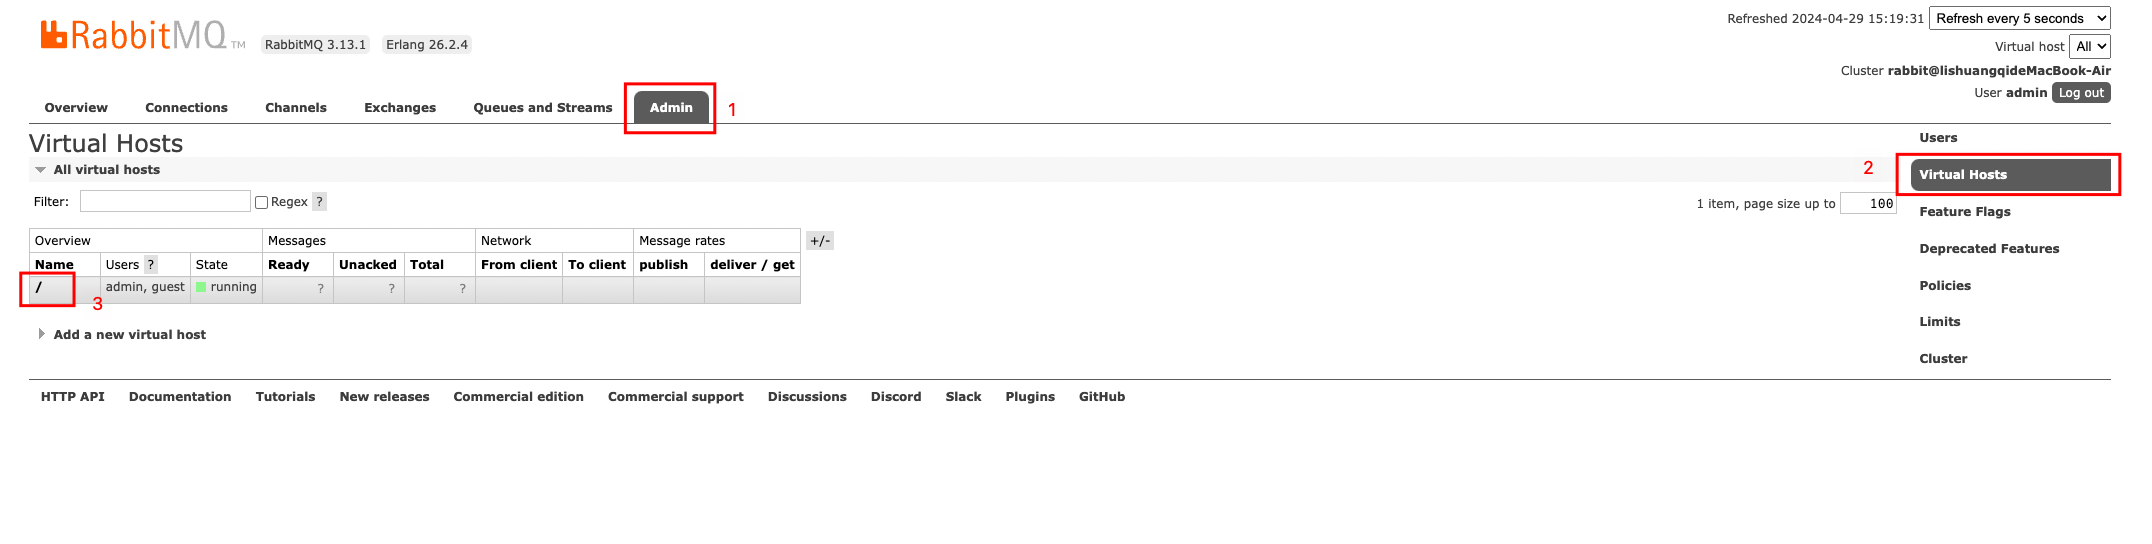 Refreshed 2024-04-29 15:19:31 Refresh every 5 seconds
RabbitMQ TM RabbitMQ 3.13.1 Erlang 26.2.4
Virtual host All
Cluster rabbit@lishuangqideMacBook-Air
User admin Log out
Overview Connections Channels Exchanges Queues and Streams Admin 1
Virtual Hosts
Users
All virtual hosts
2
Virtual Hosts
Filter: Regex ?
1 item, page size up to 100
Feature Flags
Overview Messages Network Message rates +/-
Deprecated Features
Name Users ? State Ready Unacked Total From client To client publish deliver / get
/ admin, guest running ? ? ?
3
Policies
Limits
Add a new virtual host
Cluster
HTTP API Documentation Tutorials New releases Commercial edition Commercial support Discussions Discord Slack Plugins GitHub